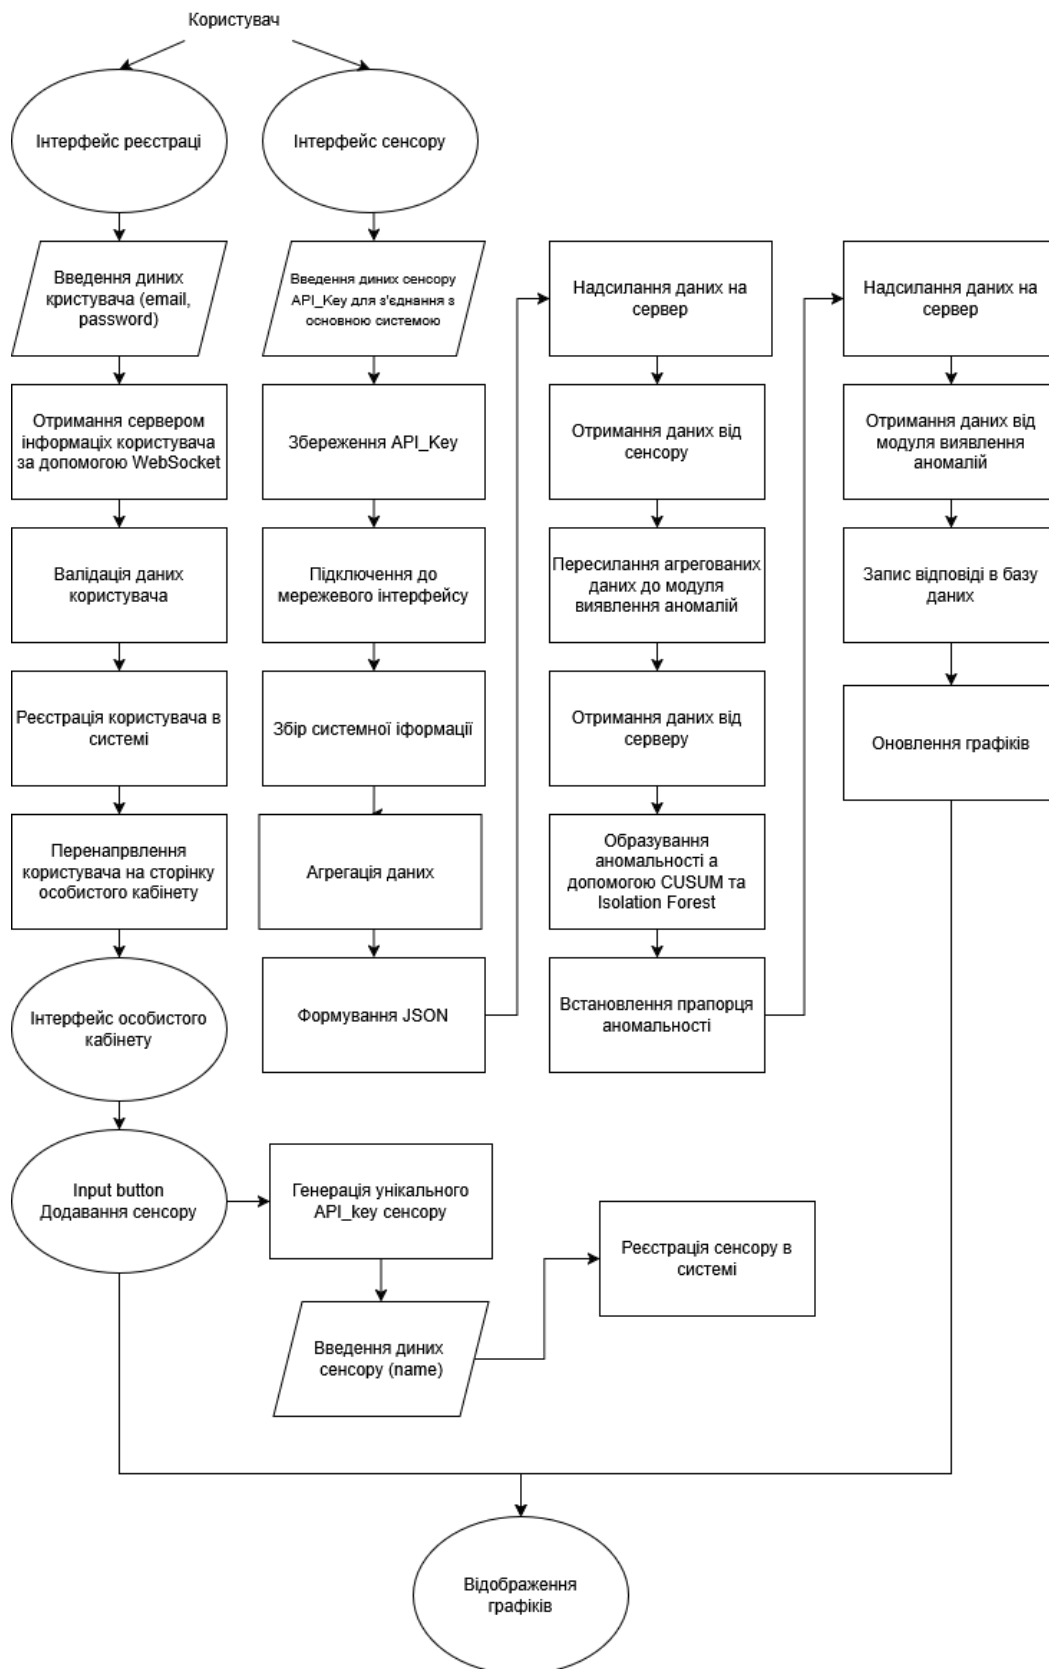 Користувач
Інтерфейс реєстраці
Введення диних
кристувача (email,
password)
Отримання сервером
інформаціх користувача
за допомогою WebSocket
Валідація даних
користувача
Реєстрація користувача в
системі
Перенапрвлення
користувача на сторінку
особистого кабінету
Інтерфейс особистого
кабінету
Input button
Додавання сенсору
Інтерфейс сенсору
Введення диних сенсору
API_Key для з'єднання з
основною системою
Збереження API_Key
Підключення до
мережевого інтерфейсу
Збір системної іформації
Агрегація даних
Формування JSON
Надсилання даних на
сервер
Отримання даних від
сенсору
Пересилання агрегованих
даних до модуля
виявлення аномалій
Отримання даних від
серверу
Образування
аномальності а
допомогою CUSUM та
Isolation Forest
Встановлення прапорця
аномальності
Надсилання даних на
сервер
Отримання даних від
модуля виявлення
аномалій
Запис відповіді в базу
даних
Оновлення графіків
Генерація унікального
API_key сенсору
Введення диних
сенсору (name)
Реєстрація сенсору в
системі
Відображення
графіків